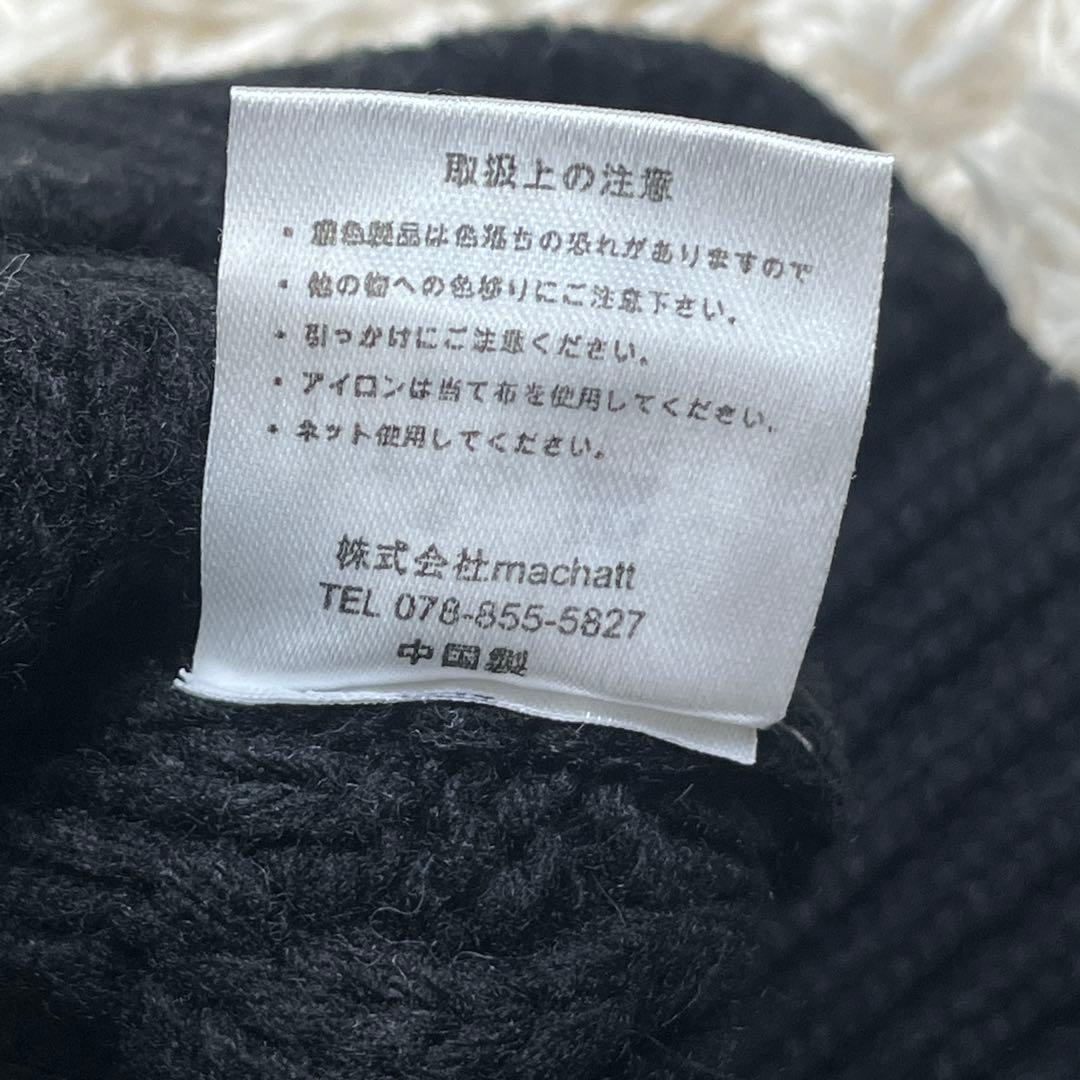 取扱上の注意
・濃色製品は色落ちの恐れがありますので
・他の物への色移りにご注意下さい。
・引っかけにご注意ください。
・アイロンは当て布を使用してください。
・ネット使用してください。
株式会社machatt
TEL 078-855-5827
中国製